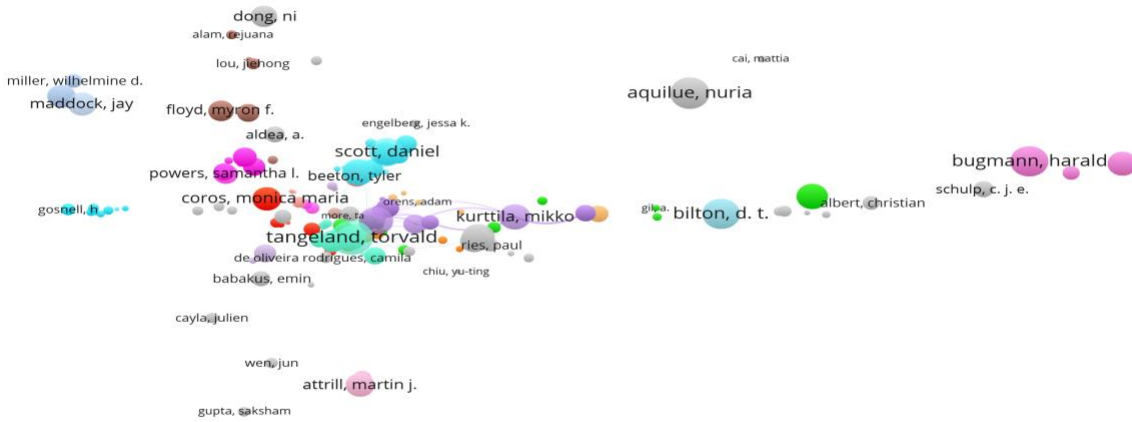 dong, ni
alam, rejuana
lou, jiehong
cai, mattia
miller, wilhelmine d.
maddock, jay
aquilue, nuria
floyd, myron f.
engelberg, jessa k.
aldea, a.
scott, daniel
bugmann, harald
powers, samantha l.
beeton, tyler
schulp, c. j. e.
coros, monica maria
orens, adam
albert, christian
gosnell, h
more, ta
kurttila, mikko
bilton, d. t.
tangeland, torvald
ries, paul
de oliveira rodrigues, camila
chiu, yu-ting
babakus, emin
cayla, julien
wen, jun
attrill, martin j.
gupta, saksham